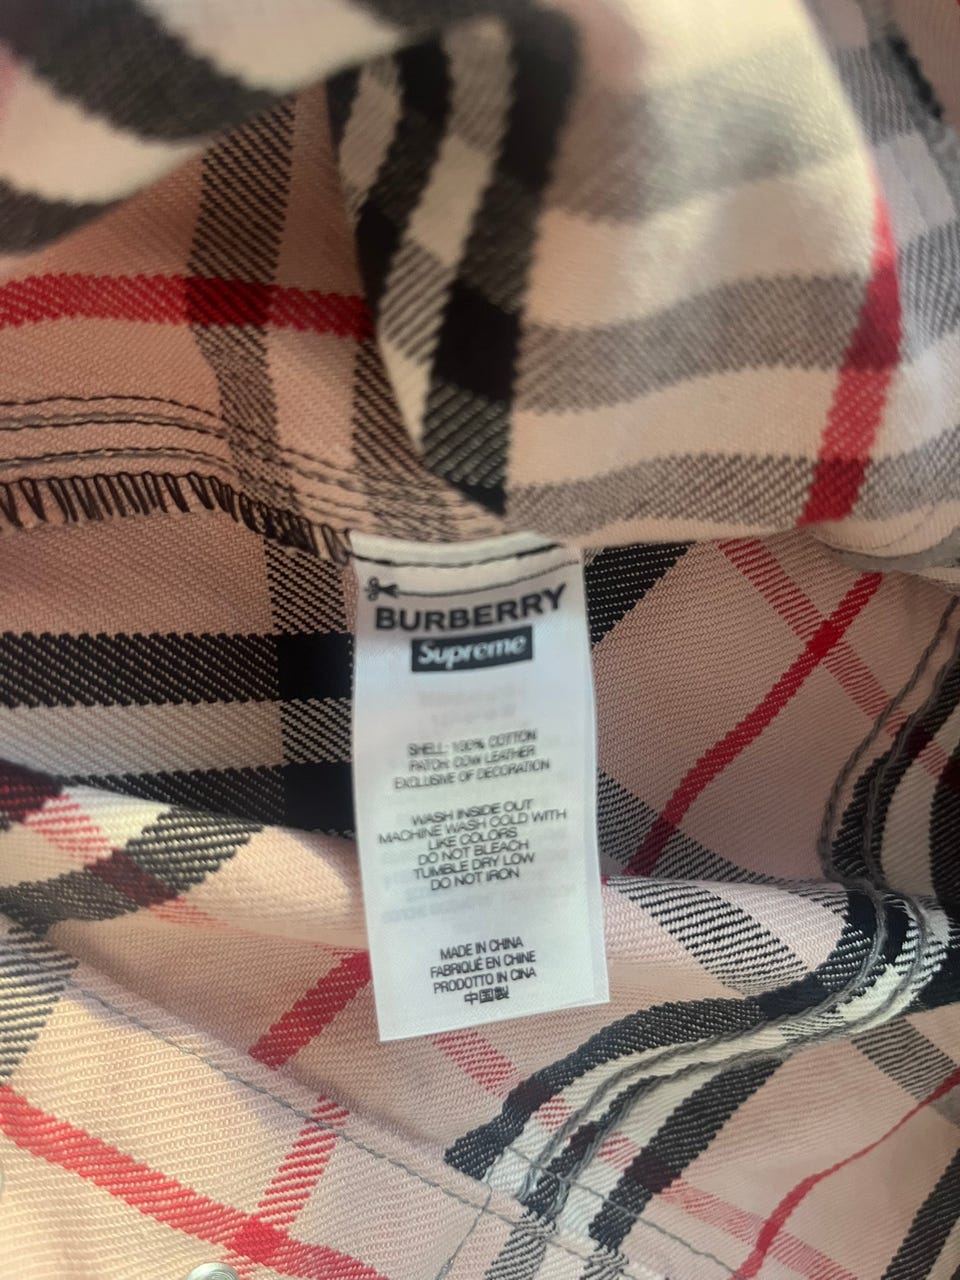 BURBERRY
Supreme
SHELL: 100% COTTON
PATCH: COW LEATHER
EXCLUSIVE OF DECORATION
WASH INSIDE OUT
MACHINE WASH COLD WITH
LIKE COLORS
DO NOT BLEACH
TUMBLE DRY LOW
DO NOT IRON
MADE IN CHINA
FABRIQUÉ EN CHINE
PRODOTTO IN CINA
中国製